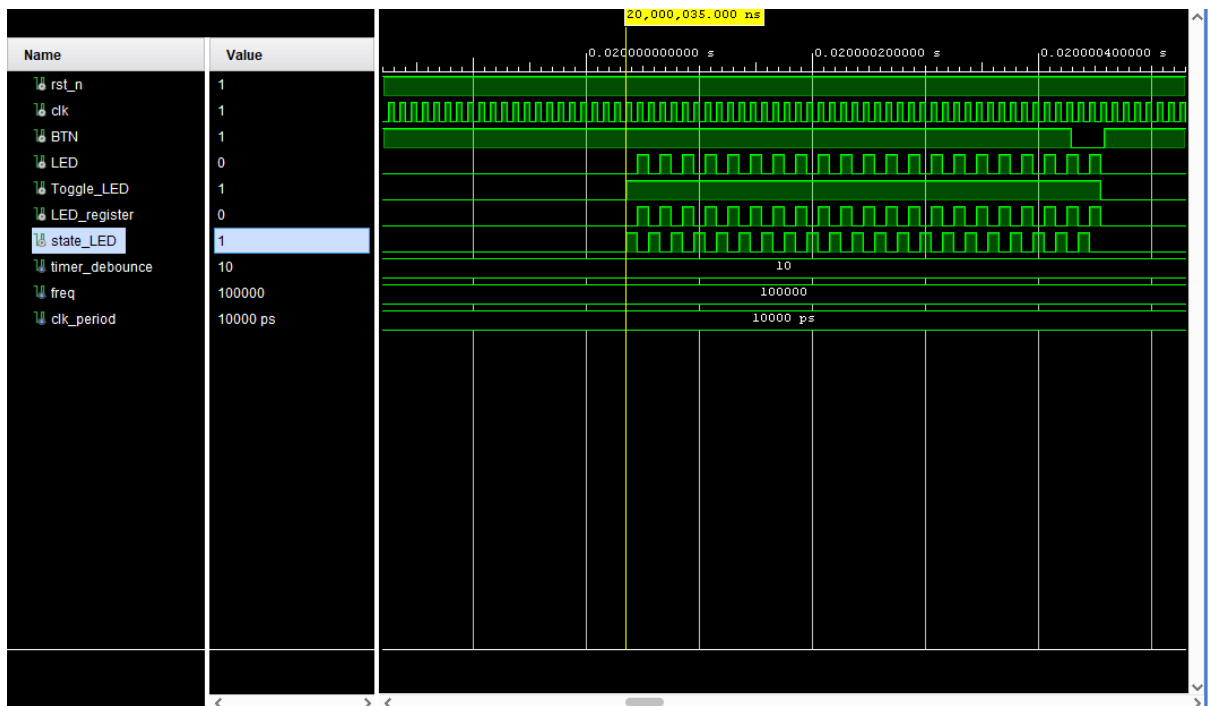 20,000,035.000 ns
Name Value
0.020000000000 s 0.020000200000 s 0.020000400000 s
rst_n 1
clk 1
BTN 1
LED 0
Toggle_LED 1
LED_register 0
state_LED 1
timer_debounce 10 10
freq 100000 100000
clk_period 10000 ps 10000 ps